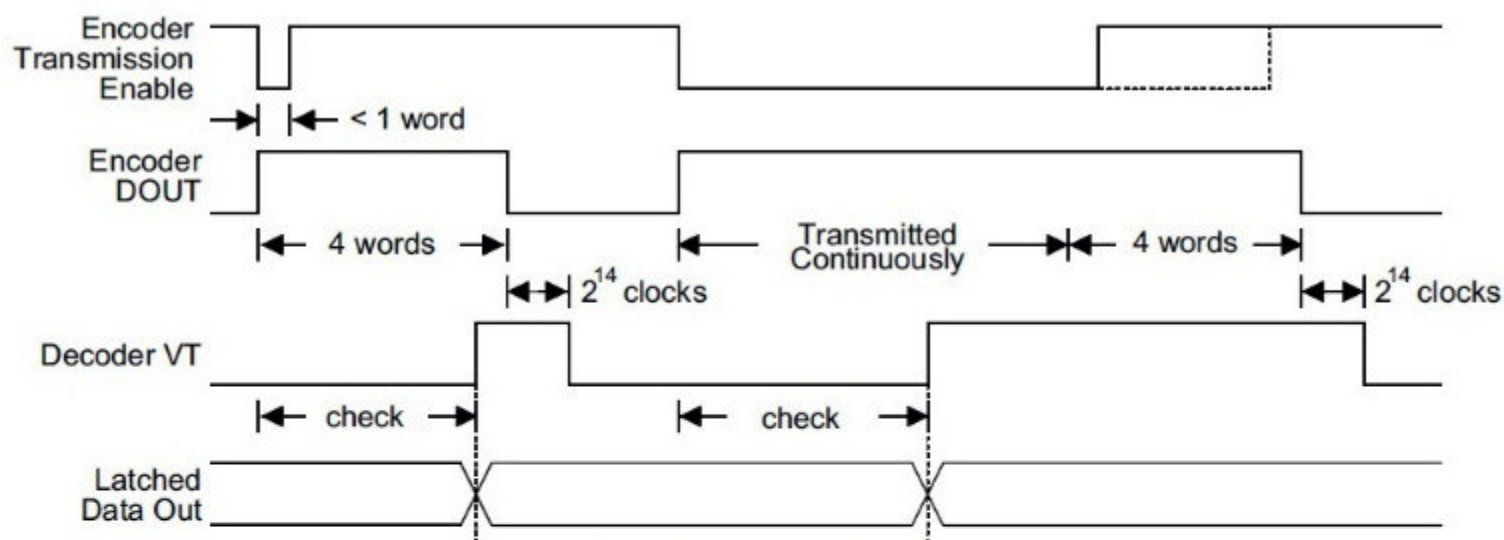 Encoder
Transmission
Enable
< 1 word
Encoder
DOUT
4 words
Transmitted
Continuously
4 words
2^14 clocks
2^14 clocks
Decoder VT
check
check
Latched
Data Out